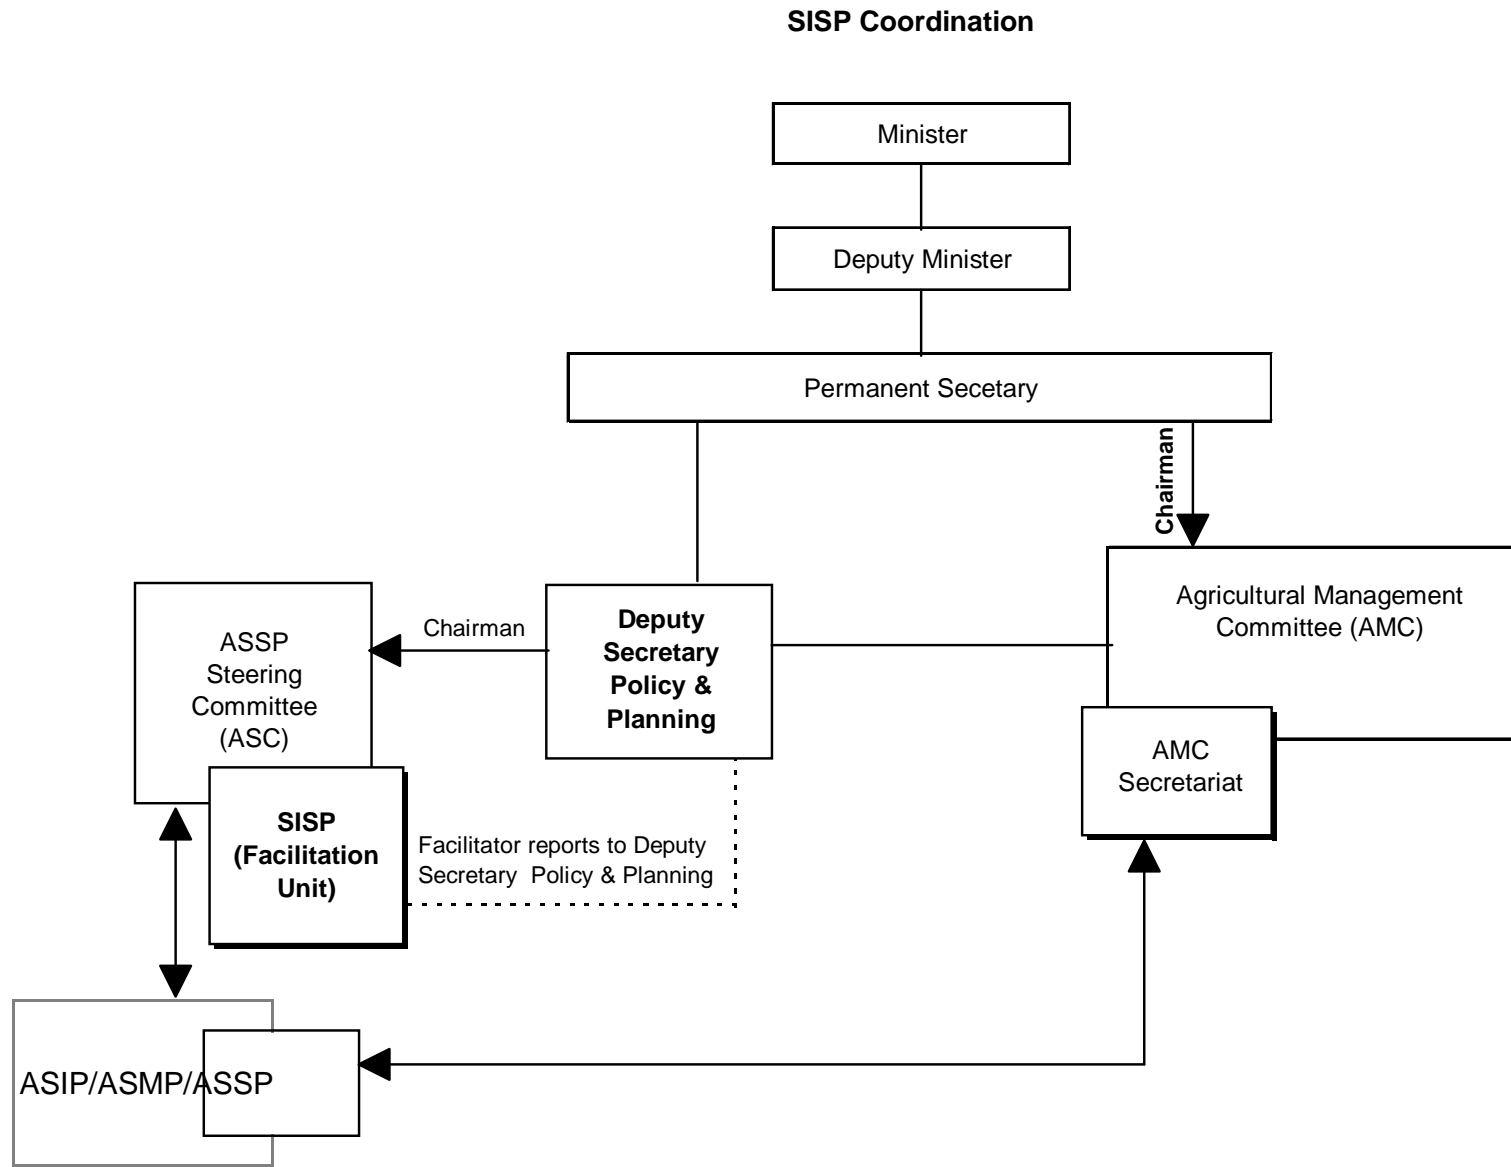 SISP Coordination
Minister
Deputy Minister
Permanent Secetary
Chairman
Agricultural Management
Committee (AMC)
Deputy
Secretary
Policy &
Planning
Chairman
ASSP
Steering
Committee
(ASC)
AMC
Secretariat
SISP
(Facilitation
Unit)
Facilitator reports to Deputy
Secretary Policy & Planning
ASIP/ASMP/ASSP